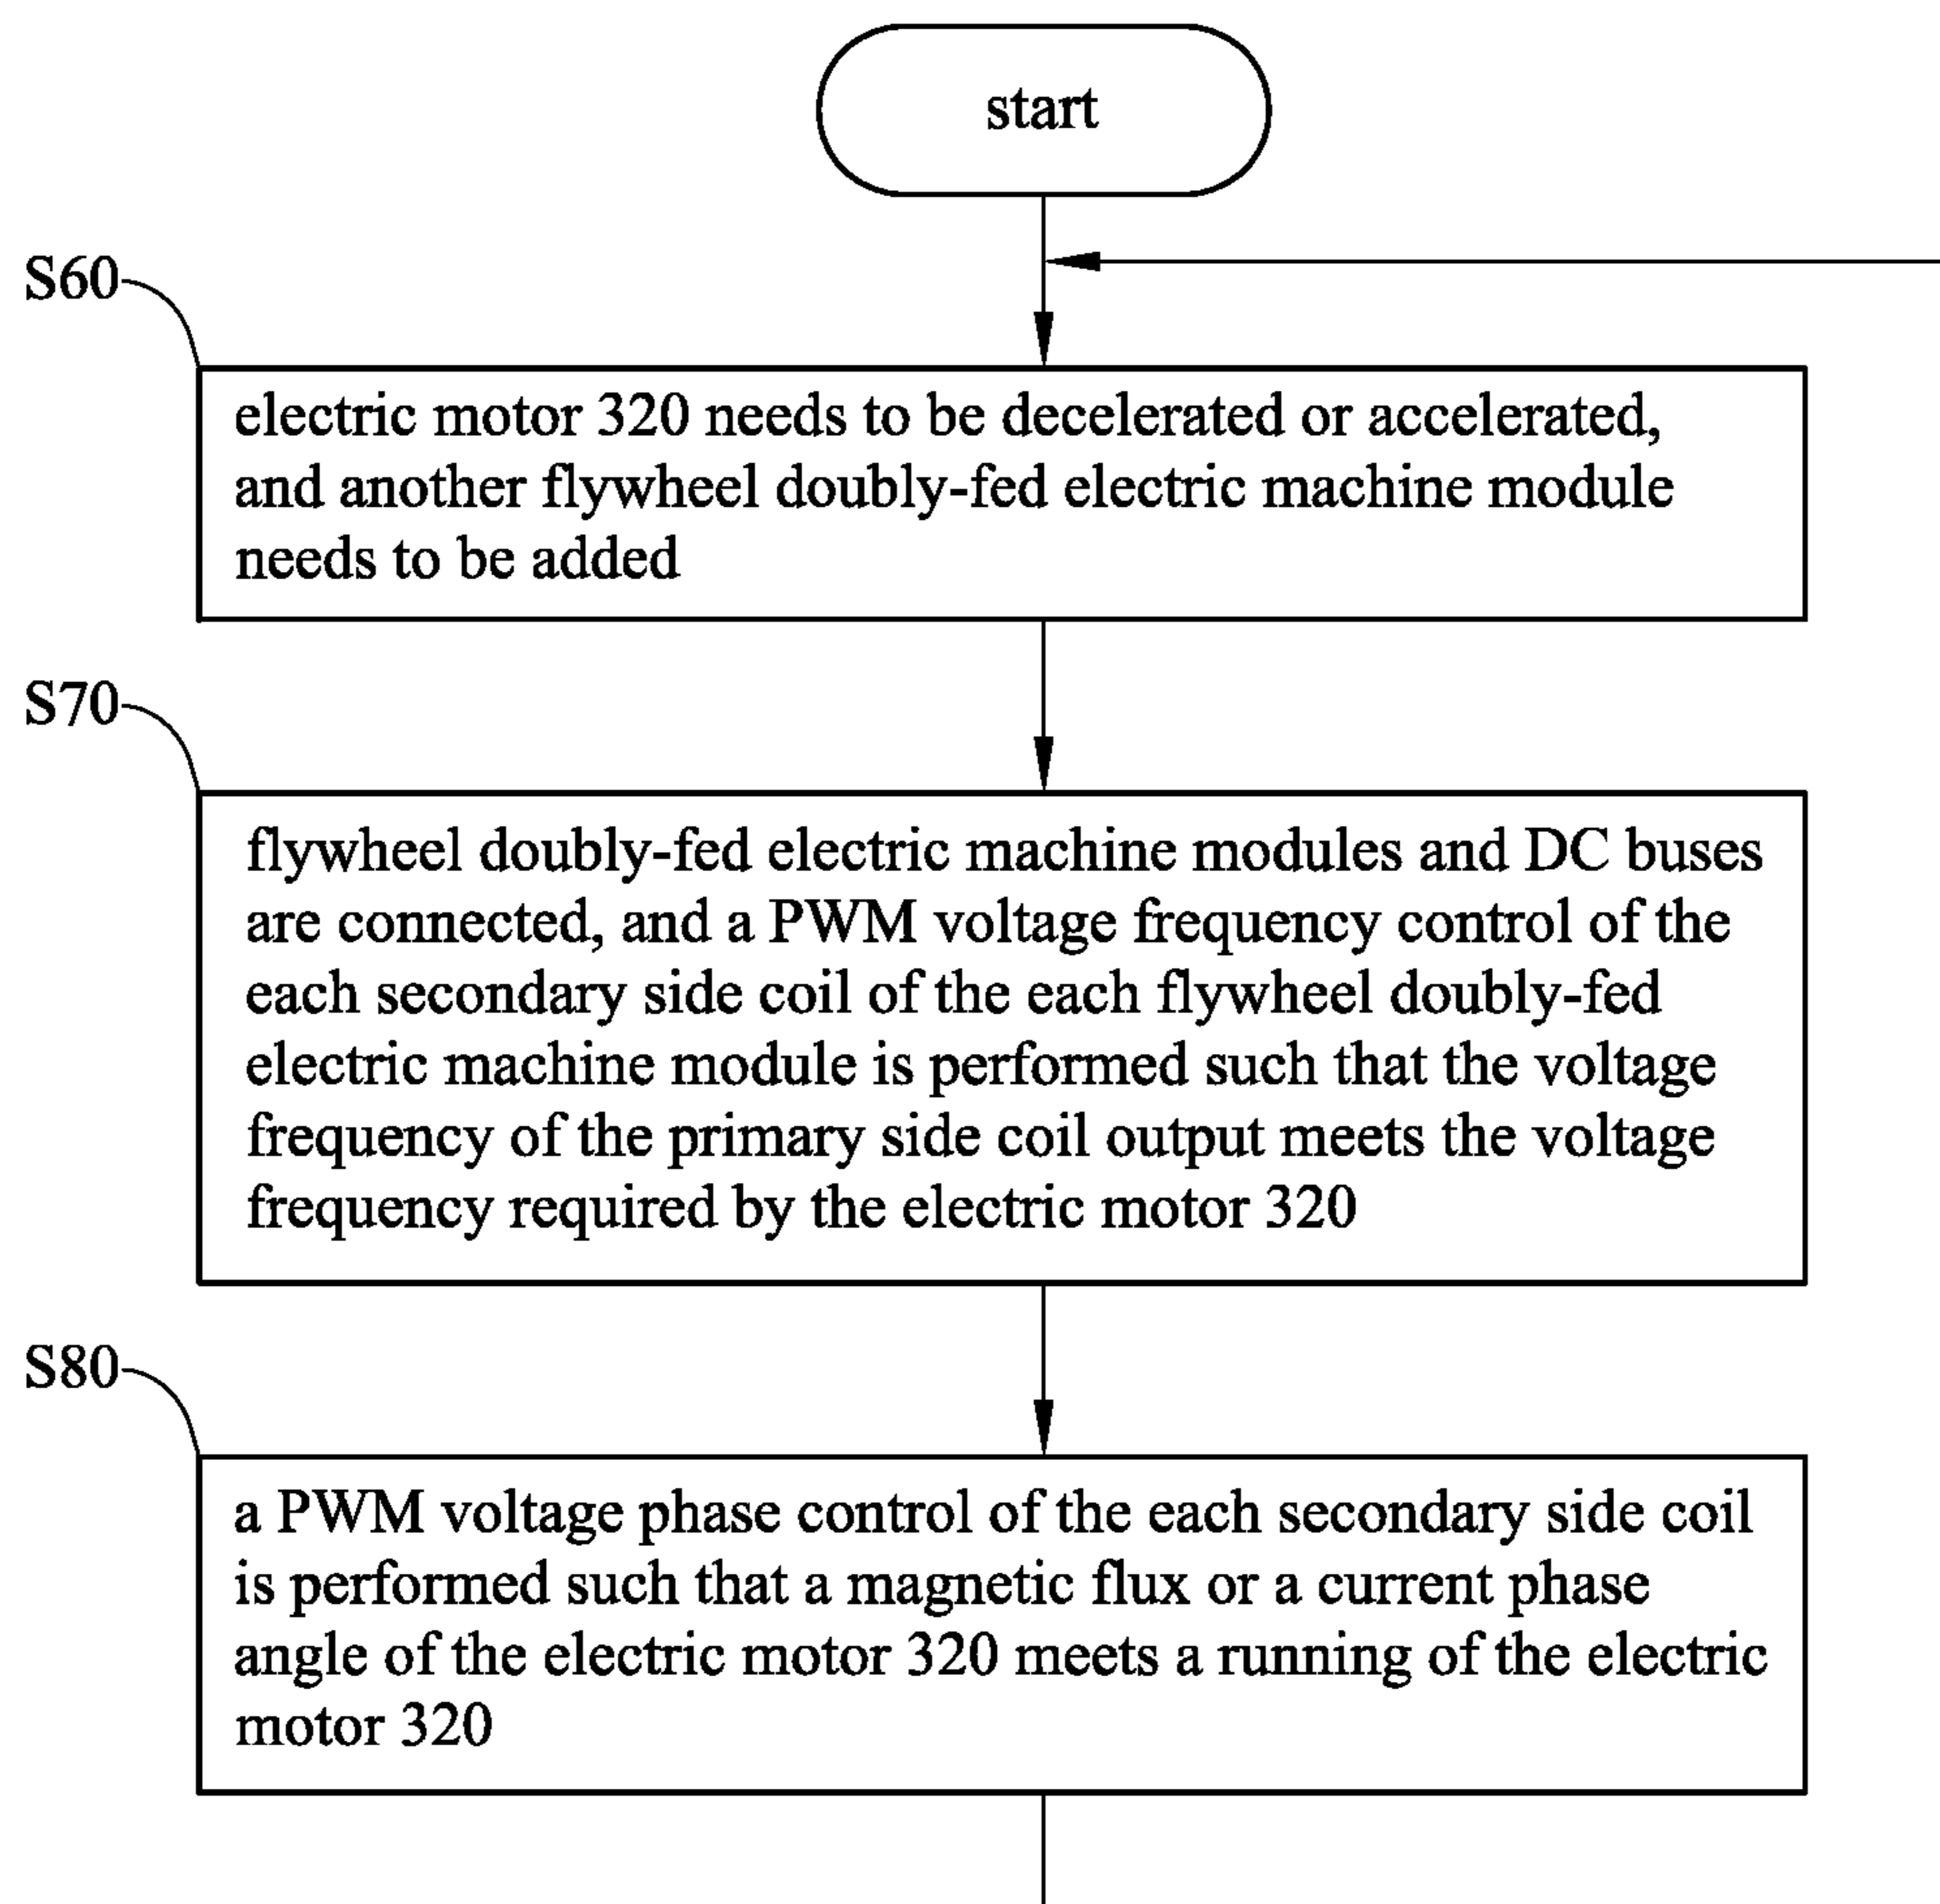 start
S60
electric motor 320 needs to be decelerated or accelerated,
and another flywheel doubly-fed electric machine module
needs to be added
S70
flywheel doubly-fed electric machine modules and DC buses
are connected, and a PWM voltage frequency control of the
each secondary side coil of the each flywheel doubly-fed
electric machine module is performed such that the voltage
frequency of the primary side coil output meets the voltage
frequency required by the electric motor 320
S80
a PWM voltage phase control of the each secondary side coil
is performed such that a magnetic flux or a current phase
angle of the electric motor 320 meets a running of the electric
motor 320